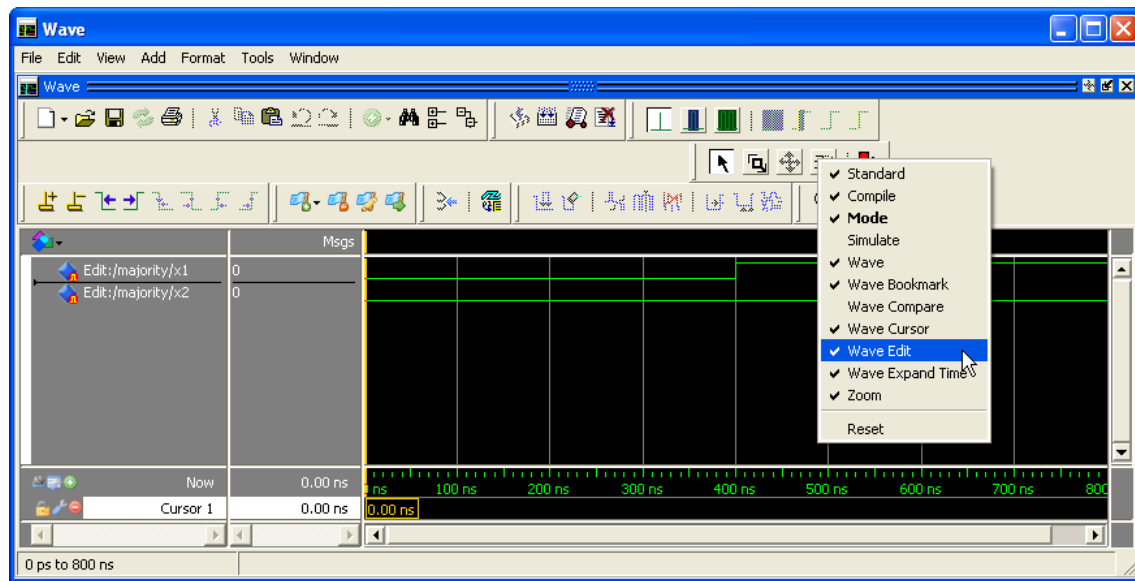 Wave
File Edit View Add Format Tools Window
Wave
Msgs
Edit:/majority/x1 0
Edit:/majority/x2 0
Standard
Compile
Mode
Simulate
Wave
Wave Bookmark
Wave Compare
Wave Cursor
Wave Edit
Wave Expand Time
Zoom
Reset
Now 0.00 ns
ns 100 ns 200 ns 300 ns 400 ns 500 ns 600 ns 700 ns 800
Cursor 1 0.00 ns 0.00 ns
0 ps to 800 ns